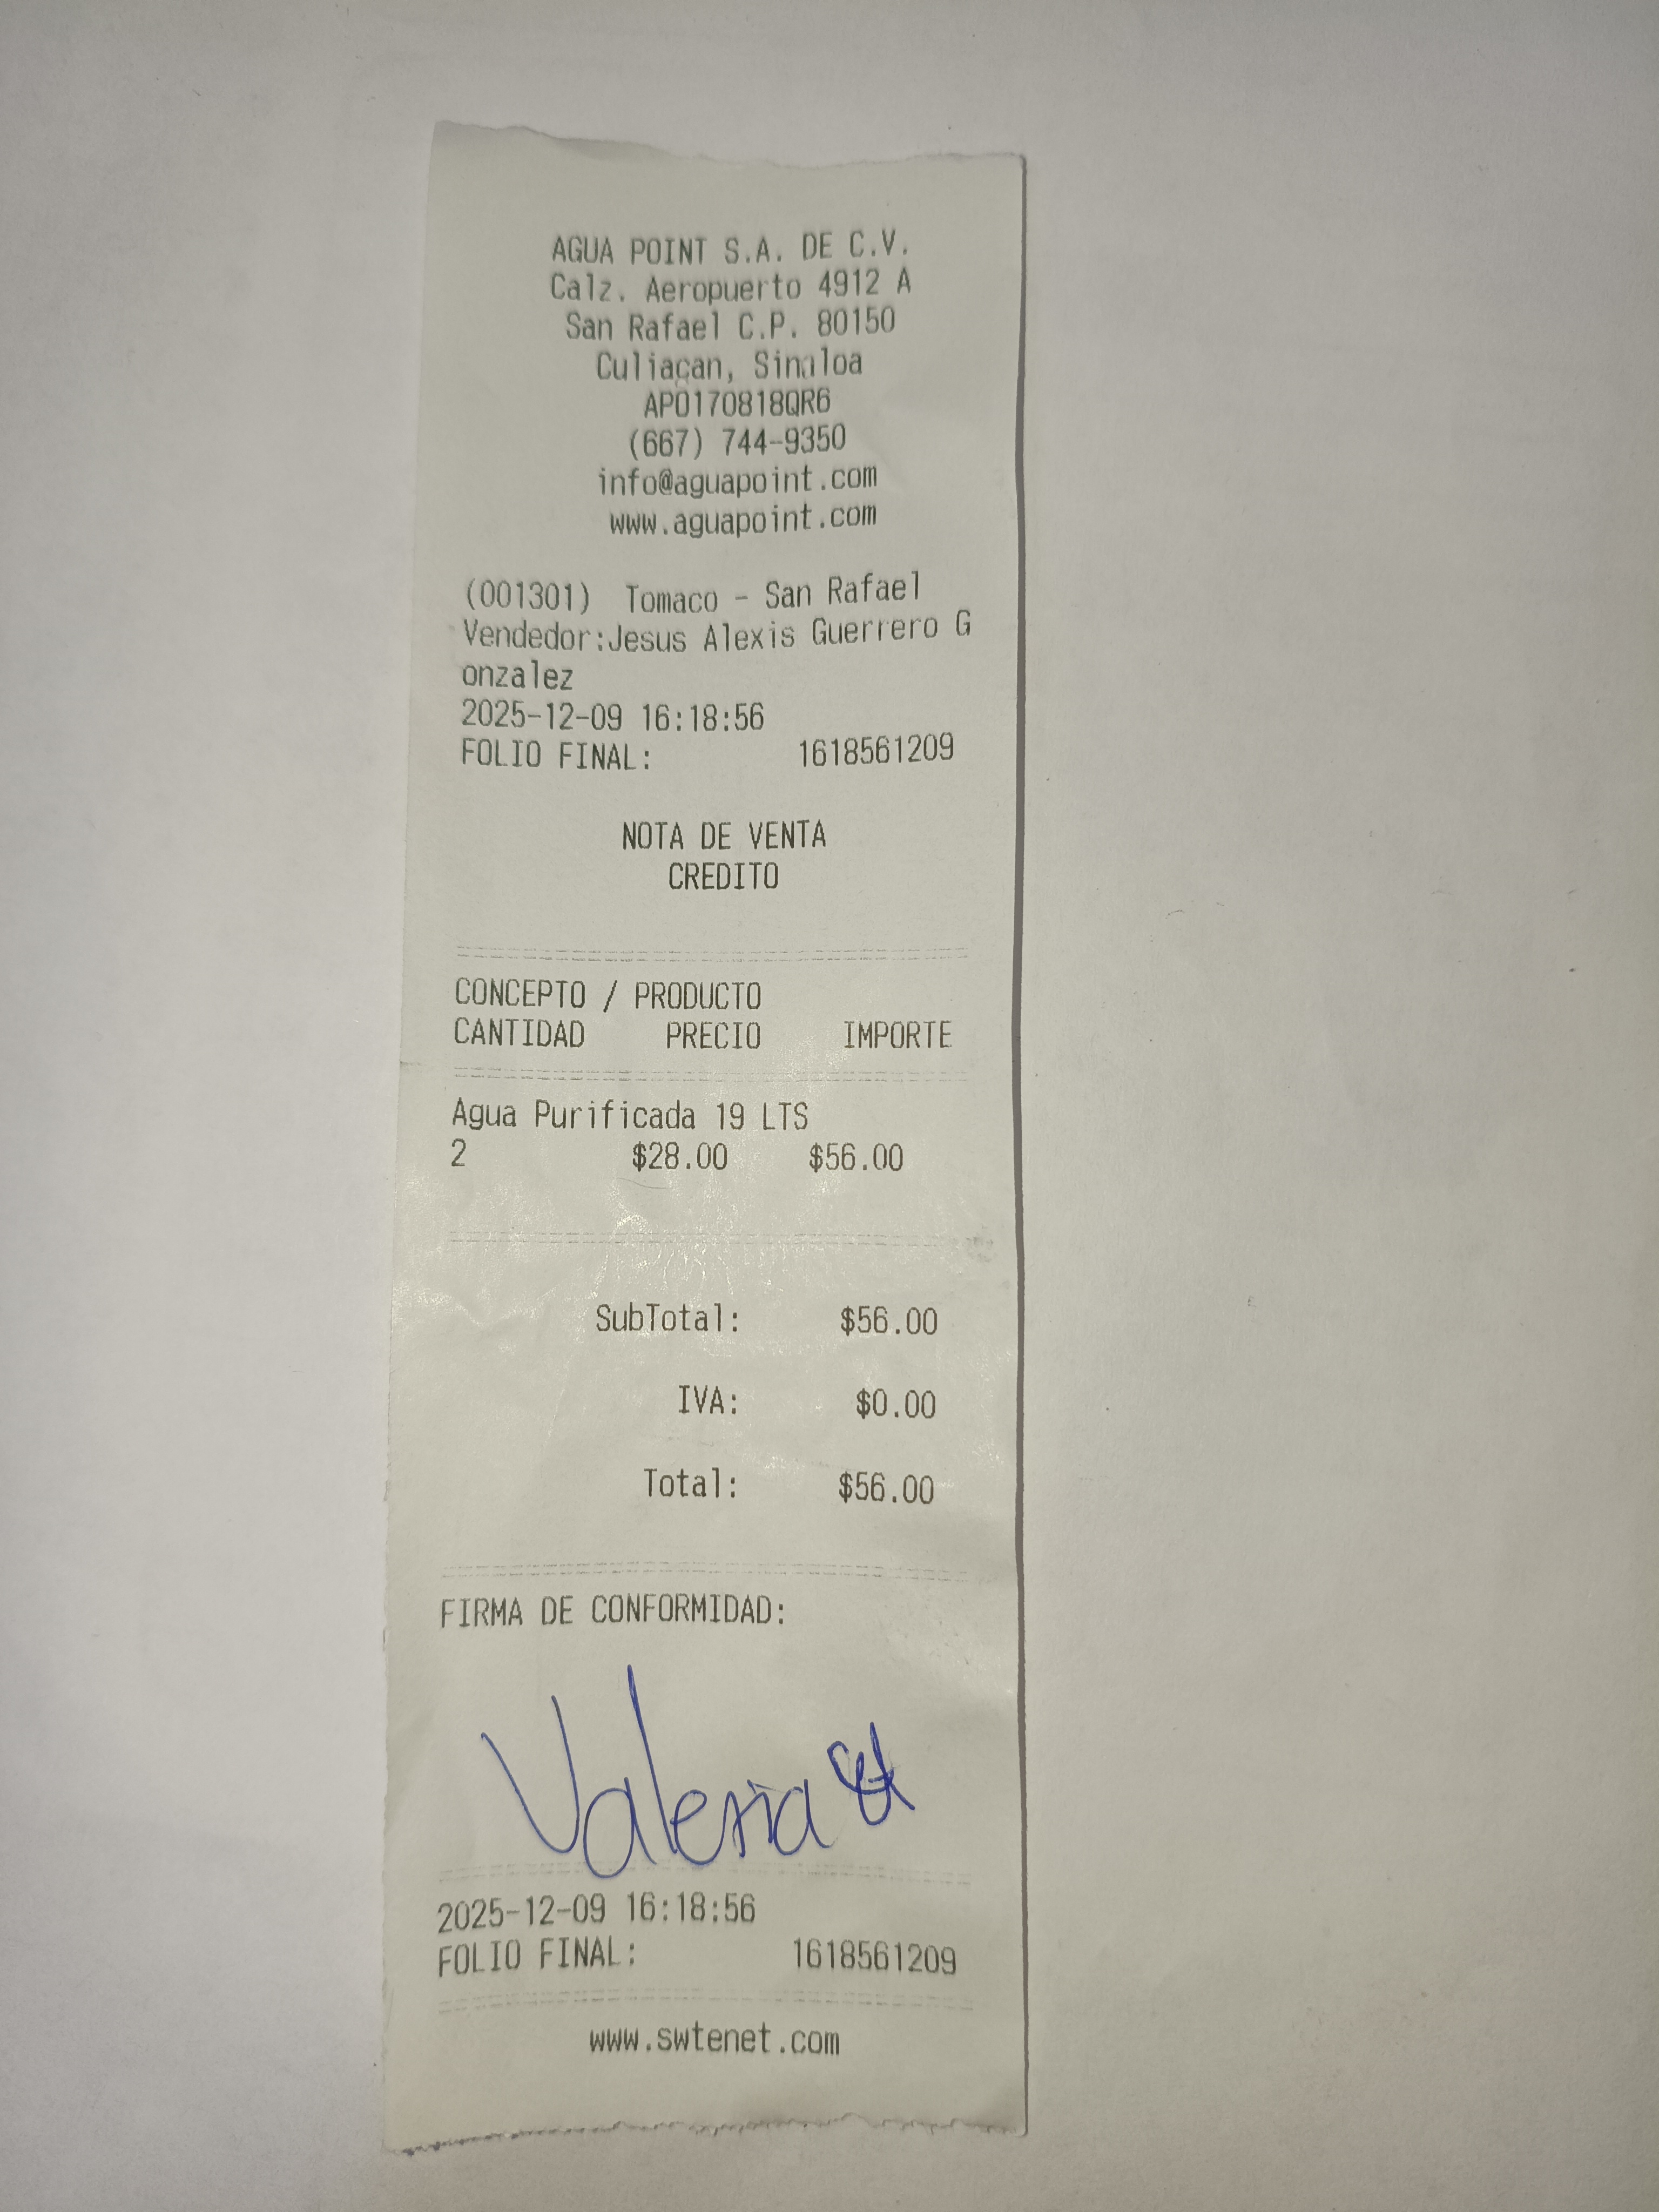 AGUA POINT S.A. DE C.V.
Calz. Aeropuerto 4912 A
San Rafael C.P. 80150
Culiacan, Sinaloa
APO170818QR6
(667) 744-9350
info@aguapoint.com
www.aguapoint.com
(001301) Tomaco - San Rafael
Vendedor:Jesus Alexis Guerrero G
onzalez
2025-12-09 16:18:56
FOLIO FINAL: 1618561209
NOTA DE VENTA
CREDITO
CONCEPTO / PRODUCTO
CANTIDAD PRECIO IMPORTE
Agua Purificada 19 LTS
2 $28.00 $56.00
SubTotal: $56.00
IVA: $0.00
Total: $56.00
FIRMA DE CONFORMIDAD:
Valeria
2025-12-09 16:18:56
FOLIO FINAL: 1618561209
www.swtenet.com